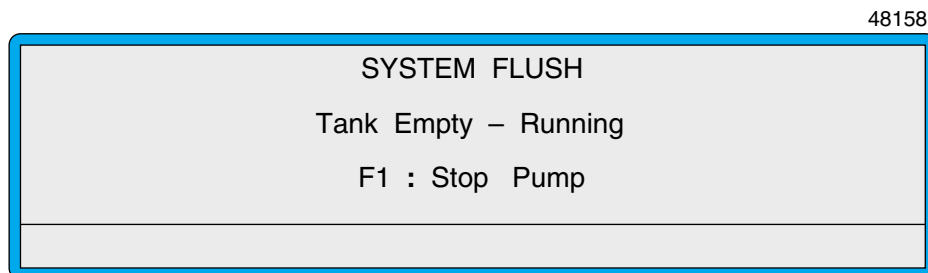 48158
SYSTEM FLUSH
Tank Empty – Running
F1 : Stop Pump